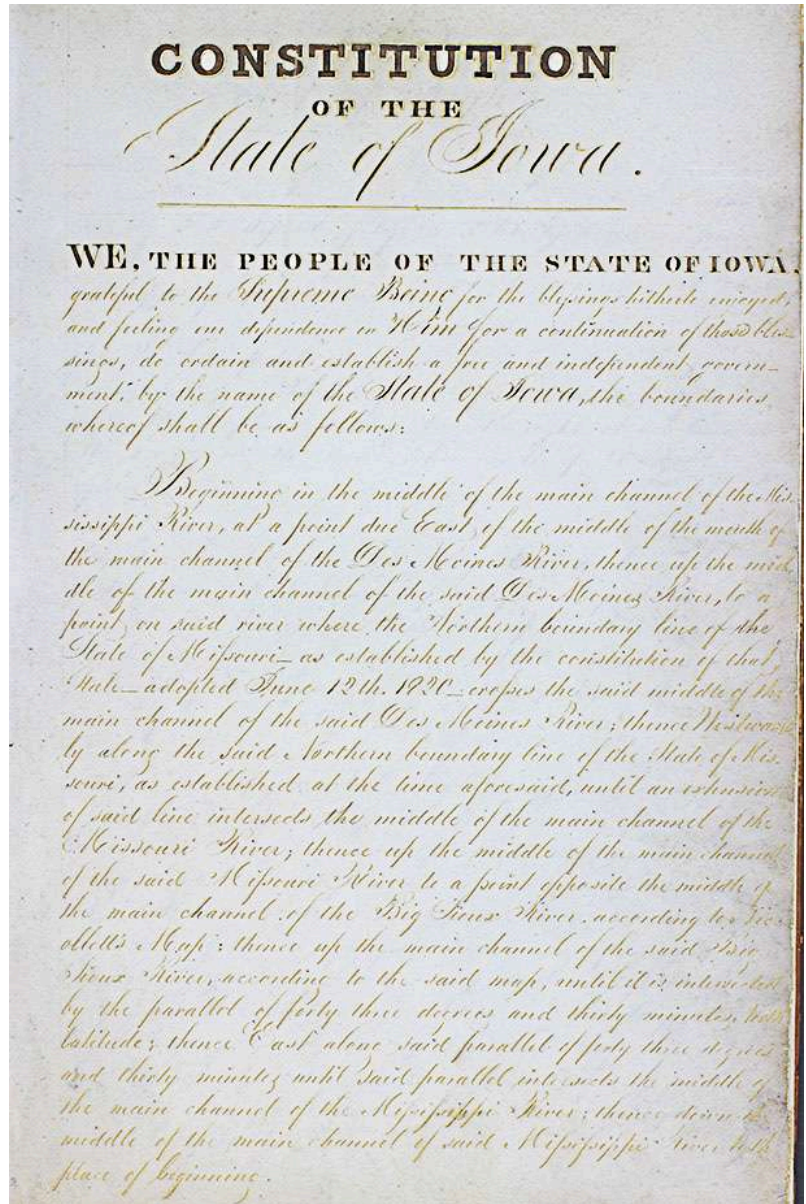 CONSTITUTION
OF THE
State of Iowa.
WE, THE PEOPLE OF THE STATE OF IOWA,
grateful to the Supreme Being for the blessings hitherto enjoyed,
and feeling our dependence on Him for a continuation of those bles-
sings, do ordain and establish a free and independent govern-
ment, by the name of the State of Iowa, the boundaries
whereof shall be as follows:
Beginning in the middle of the main channel of the Mis-
sissippi River, at a point due East of the middle of the mouth of
the main channel of the Des Moines River, thence up the mid-
dle of the main channel of the said Des Moines River, to a
point on said river where the Northern boundary line of the
State of Missouri—as established by the constitution of that
State—adopted June 12th. 1820—crosses the said middle of the
main channel of the said Des Moines River; thence Westward-
ly along the said Northern boundary line of the State of Mis-
souri, as established at the time aforesaid, until an extension
of said line intersects the middle of the main channel of the
Missouri River; thence up the middle of the main channel
of the said Missouri River to a point opposite the middle of
the main channel of the Big Sioux River, according to Nic-
ollett's Map; thence up the main channel of the said Big
Sioux River, according to the said map, until it is intersected
by the parallel of forty three degrees and thirty minutes North
latitude; thence East along said parallel of forty three degrees
and thirty minutes until said parallel intersects the middle of
the main channel of the Mississippi River; thence down the
middle of the main channel of said Mississippi River to the
place of beginning.